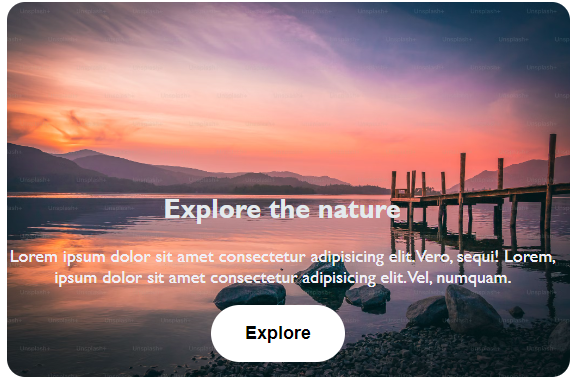 Explore the nature
Lorem ipsum dolor sit amet consectetur adipisicing elit. Vero, sequi! Lorem,
ipsum dolor sit amet consectetur adipisicing elit. Vel, numquam.
Explore